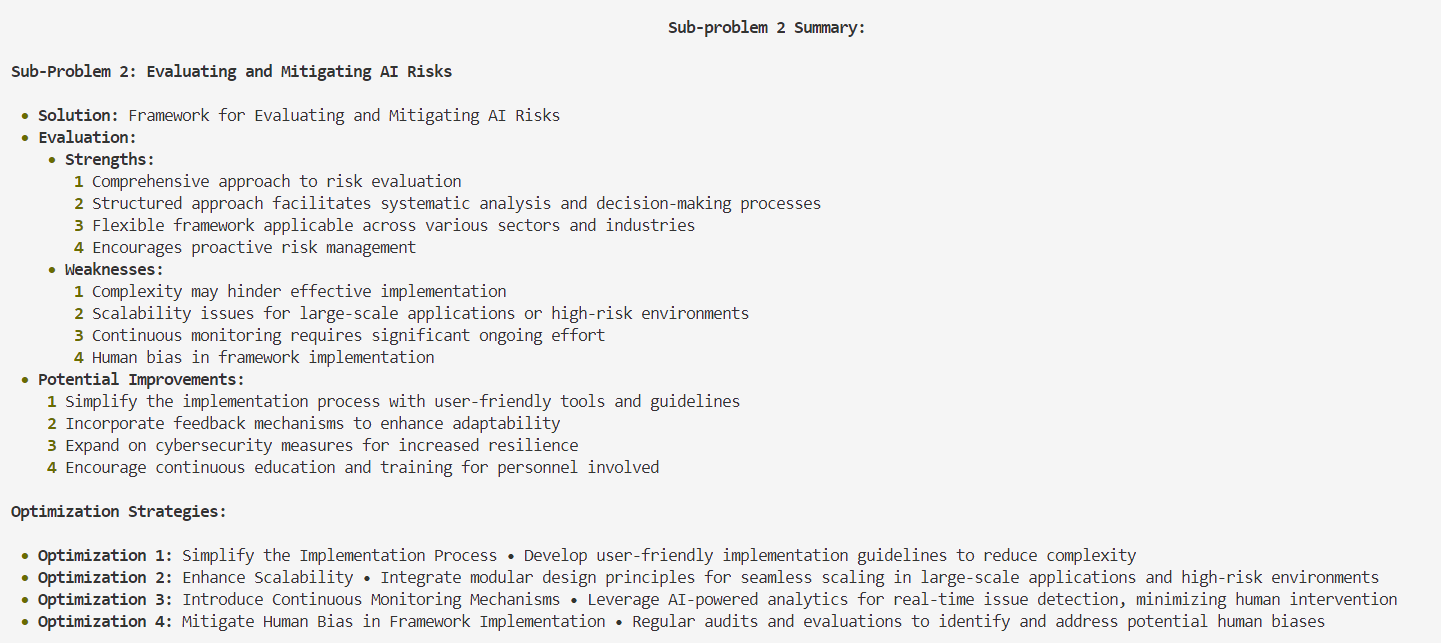 Sub-problem 2 Summary:
Sub-Problem 2: Evaluating and Mitigating AI Risks
• Solution: Framework for Evaluating and Mitigating AI Risks
• Evaluation:
• Strengths:
1 Comprehensive approach to risk evaluation
2 Structured approach facilitates systematic analysis and decision-making processes
3 Flexible framework applicable across various sectors and industries
4 Encourages proactive risk management
• Weaknesses:
1 Complexity may hinder effective implementation
2 Scalability issues for large-scale applications or high-risk environments
3 Continuous monitoring requires significant ongoing effort
4 Human bias in framework implementation
• Potential Improvements:
1 Simplify the implementation process with user-friendly tools and guidelines
2 Incorporate feedback mechanisms to enhance adaptability
3 Expand on cybersecurity measures for increased resilience
4 Encourage continuous education and training for personnel involved
Optimization Strategies:
• Optimization 1: Simplify the Implementation Process • Develop user-friendly implementation guidelines to reduce complexity
• Optimization 2: Enhance Scalability • Integrate modular design principles for seamless scaling in large-scale applications and high-risk environments
• Optimization 3: Introduce Continuous Monitoring Mechanisms • Leverage AI-powered analytics for real-time issue detection, minimizing human intervention
• Optimization 4: Mitigate Human Bias in Framework Implementation • Regular audits and evaluations to identify and address potential human biases